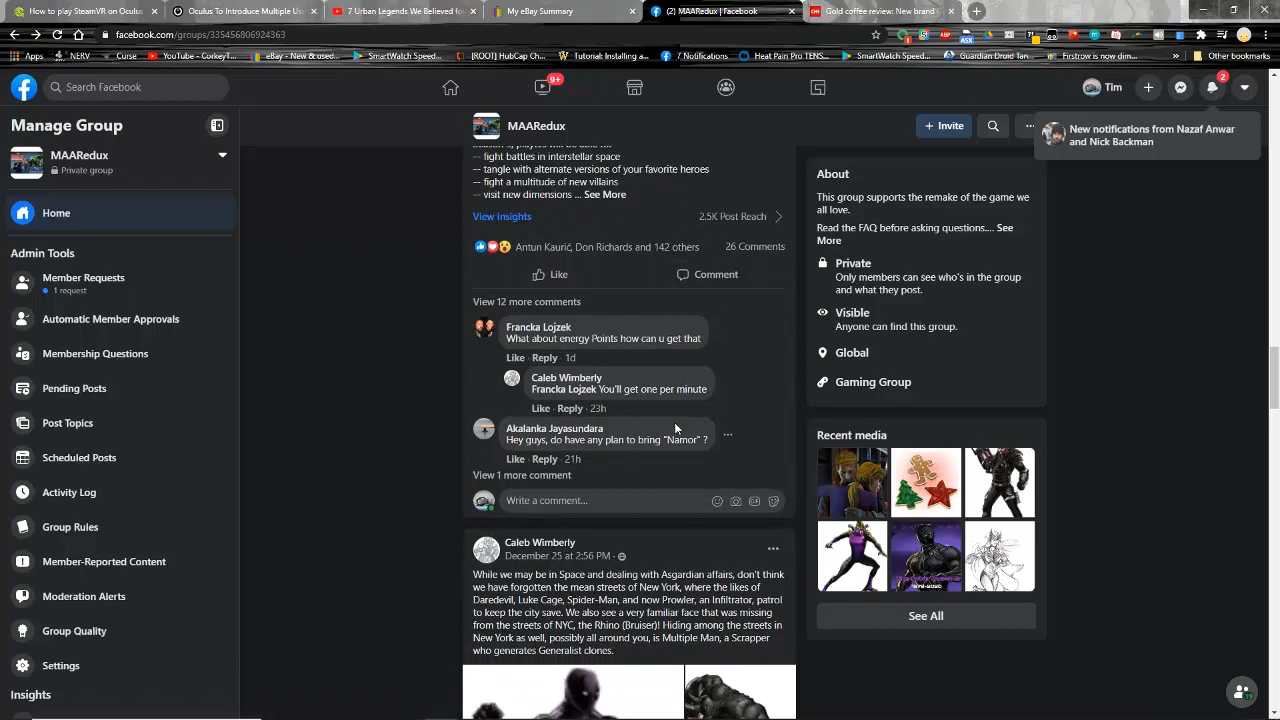 How to play SteamVR on Oculus
Oculus To Introduce Multiple Use
7 Urban Legends We Believed for
My eBay Summary
(2) MAARedux | Facebook
Gold coffee review: New brand
facebook.com/groups/335456806924363
Apps
NERV
Curse
YouTube - CorkeyT...
eBay - New & used...
SmartWatch Speed...
[ROOT] HubCap Ch...
Tutorial: Installing a...
7 Notifications
Heat Pain PRO TENS...
SmartWatch Speed...
Guadian Druid Tan...
Firstrow is now dim...
Other bookmarks
Search Facebook
9+
Tim
2
Manage Group
MAARedux
Private group
Home
Admin Tools
Member Requests
1 request
Automatic Member Approvals
Membership Questions
Pending Posts
Post Topics
Scheduled Posts
Activity Log
Group Rules
Member-Reported Content
Moderation Alerts
Group Quality
Settings
Insights
MAARedux
+ Invite
New notifications from Nazaf Anwar
and Nick Backman
-- fight battles in interstellar space
-- tangle with alternate versions of your favorite heroes
-- fight a multitude of new villains
-- visit new dimensions ... See More
View Insights
2.5K Post Reach
Antun Kaurić, Don Richards and 142 others
26 Comments
Like
Comment
View 12 more comments
Francka Lojzek
What about energy Points how can u get that
Like · Reply · 1d
Caleb Wimberly
Francka Lojzek You'll get one per minute
Like · Reply · 23h
Akalanka Jayasundara
Hey guys, do have any plan to bring "Namor" ?
Like · Reply · 21h
View 1 more comment
Write a comment...
Caleb Wimberly
December 25 at 2:56 PM ·
While we may be in Space and dealing with Asgardian affairs, don't think
we have forgotten the mean streets of New York, where the likes of
Daredevil, Luke Cage, Spider-Man, and now Prowler, an Infiltrator, patrol
to keep the city save. We also see a very familiar face that was missing
from the streets of NYC, the Rhino (Bruiser)! Hiding among the streets in
New York as well, possibly all around you, is Multiple Man, a Scrapper
who generates Generalist clones.
About
This group supports the remake of the game we
all love.
Read the FAQ before asking questions.... See
More
Private
Only members can see who's in the group
and what they post.
Visible
Anyone can find this group.
Global
Gaming Group
Recent media
See All
19